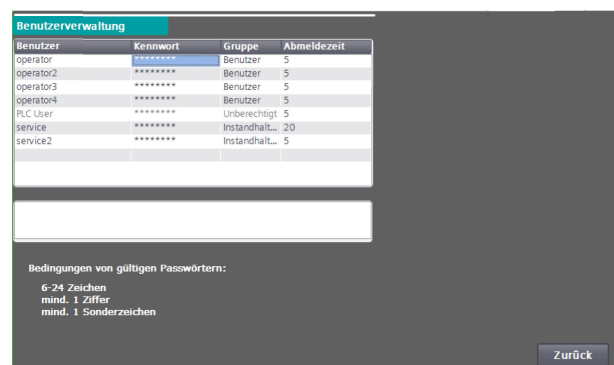 Benutzerverwaltung
Benutzer Kennwort Gruppe Abmeldezeit
operator ******** Benutzer 5
operator2 ******** Benutzer 5
operator3 ******** Benutzer 5
operator4 ******** Benutzer 5
PLC User ******** Unberechtigt 5
service ******** Instandhalt... 20
service2 ******** Instandhalt... 5
Bedingungen von gültigen Passwörtern:
6-24 Zeichen
mind. 1 Ziffer
mind. 1 Sonderzeichen
Zurück